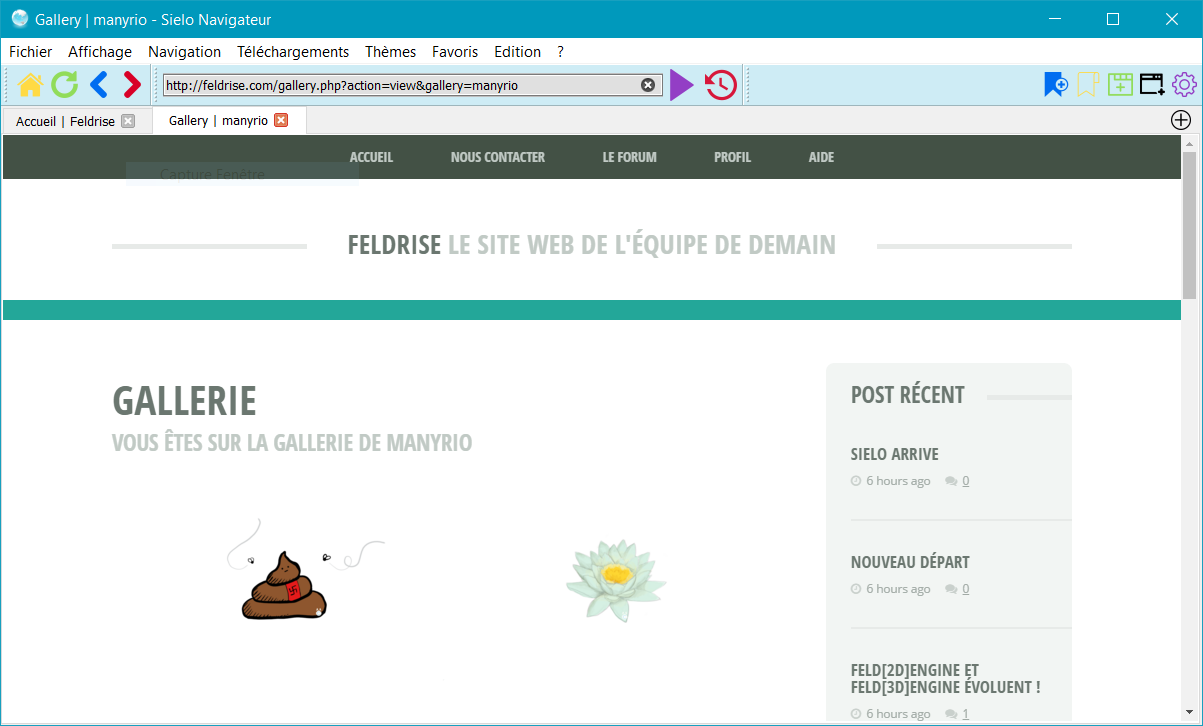 Gallery | manyrio - Sielo Navigateur
Fichier Affichage Navigation Téléchargements Thèmes Favoris Edition ?
http://feldrise.com/gallery.php?action=view&gallery=manyrio
Accueil | Feldrise Gallery | manyrio
ACCUEIL NOUS CONTACTER LE FORUM PROFIL AIDE
Capture Fenêtre
FELDRISE LE SITE WEB DE L'ÉQUIPE DE DEMAIN
GALLERIE
VOUS ÊTES SUR LA GALLERIE DE MANYRIO
POST RÉCENT
SIELO ARRIVE
6 hours ago 0
NOUVEAU DÉPART
6 hours ago 0
FELD[2D]ENGINE ET
FELD[3D]ENGINE ÉVOLUENT !
6 hours ago 1